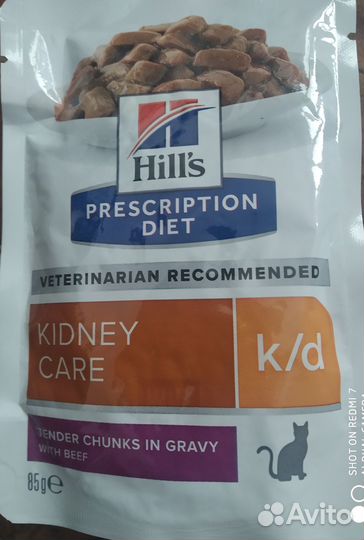 Hill's
PRESCRIPTION
DIET
VETERINARIAN RECOMMENDED
KIDNEY
CARE
k/d
TENDER CHUNKS IN GRAVY
WITH BEEF
85g℮
SHOT ON REDMI 7
Avito